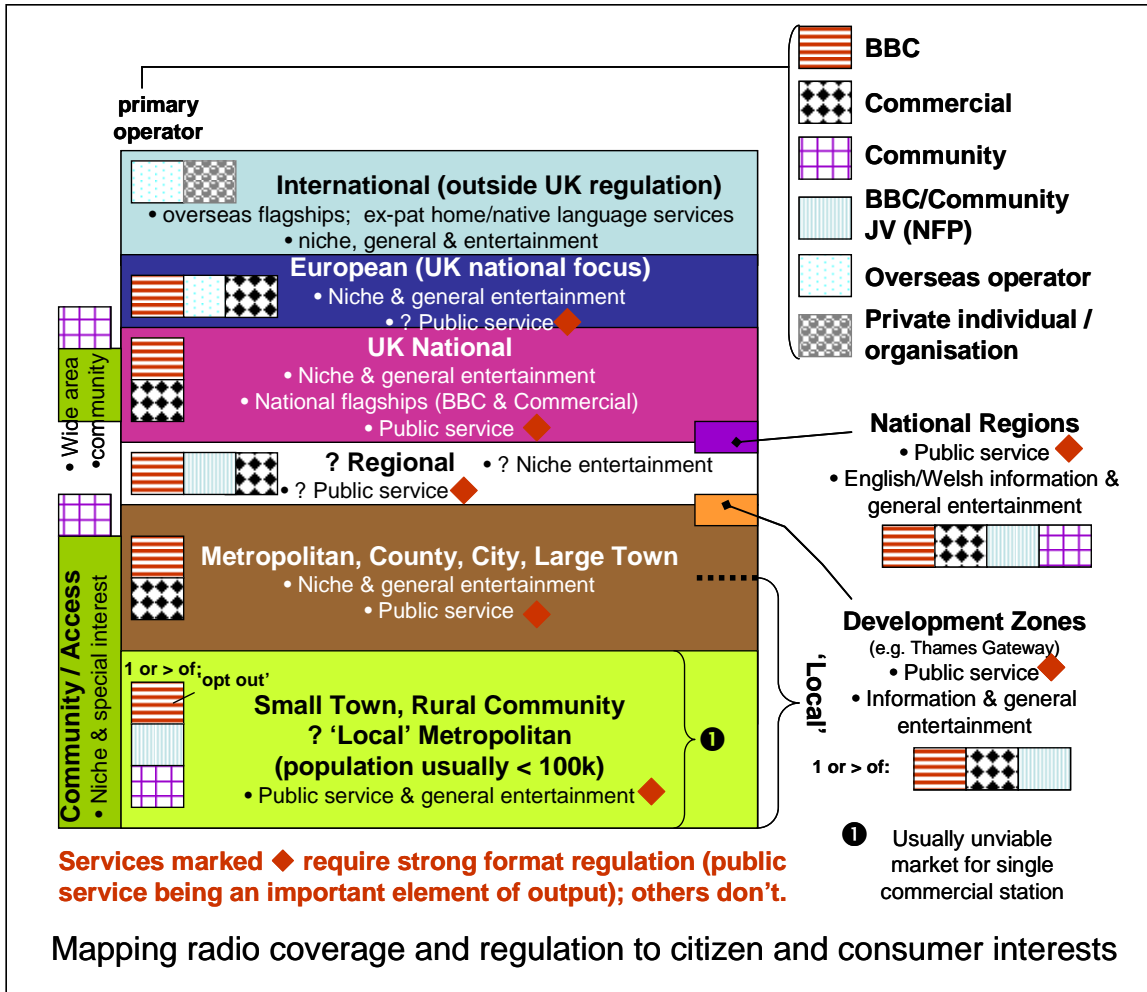 BBC
Commercial
Community
BBC/Community
JV (NFP)
Overseas operator
Private individual /
organisation
primary
operator
International (outside UK regulation)
• overseas flagships; ex-pat home/native language services
• niche, general & entertainment
European (UK national focus)
• Niche & general entertainment
• ? Public service
UK National
• Niche & general entertainment
• National flagships (BBC & Commercial)
• Public service
• Wide area
•community
? Regional
• ? Niche entertainment
• ? Public service
National Regions
• Public service
• English/Welsh information &
general entertainment
Metropolitan, County, City, Large Town
• Niche & general entertainment
• Public service
Community / Access
• Niche & special interest
1 or > of:
'opt out’
Small Town, Rural Community
? ‘Local’ Metropolitan
(population usually < 100k)
• Public service & general entertainment
❶
‘Local’
Development Zones
(e.g. Thames Gateway)
• Public service
• Information & general
entertainment
1 or > of:
❶ Usually unviable
market for single
commercial station
Services marked ◆ require strong format regulation (public
service being an important element of output); others don’t.
Mapping radio coverage and regulation to citizen and consumer interests